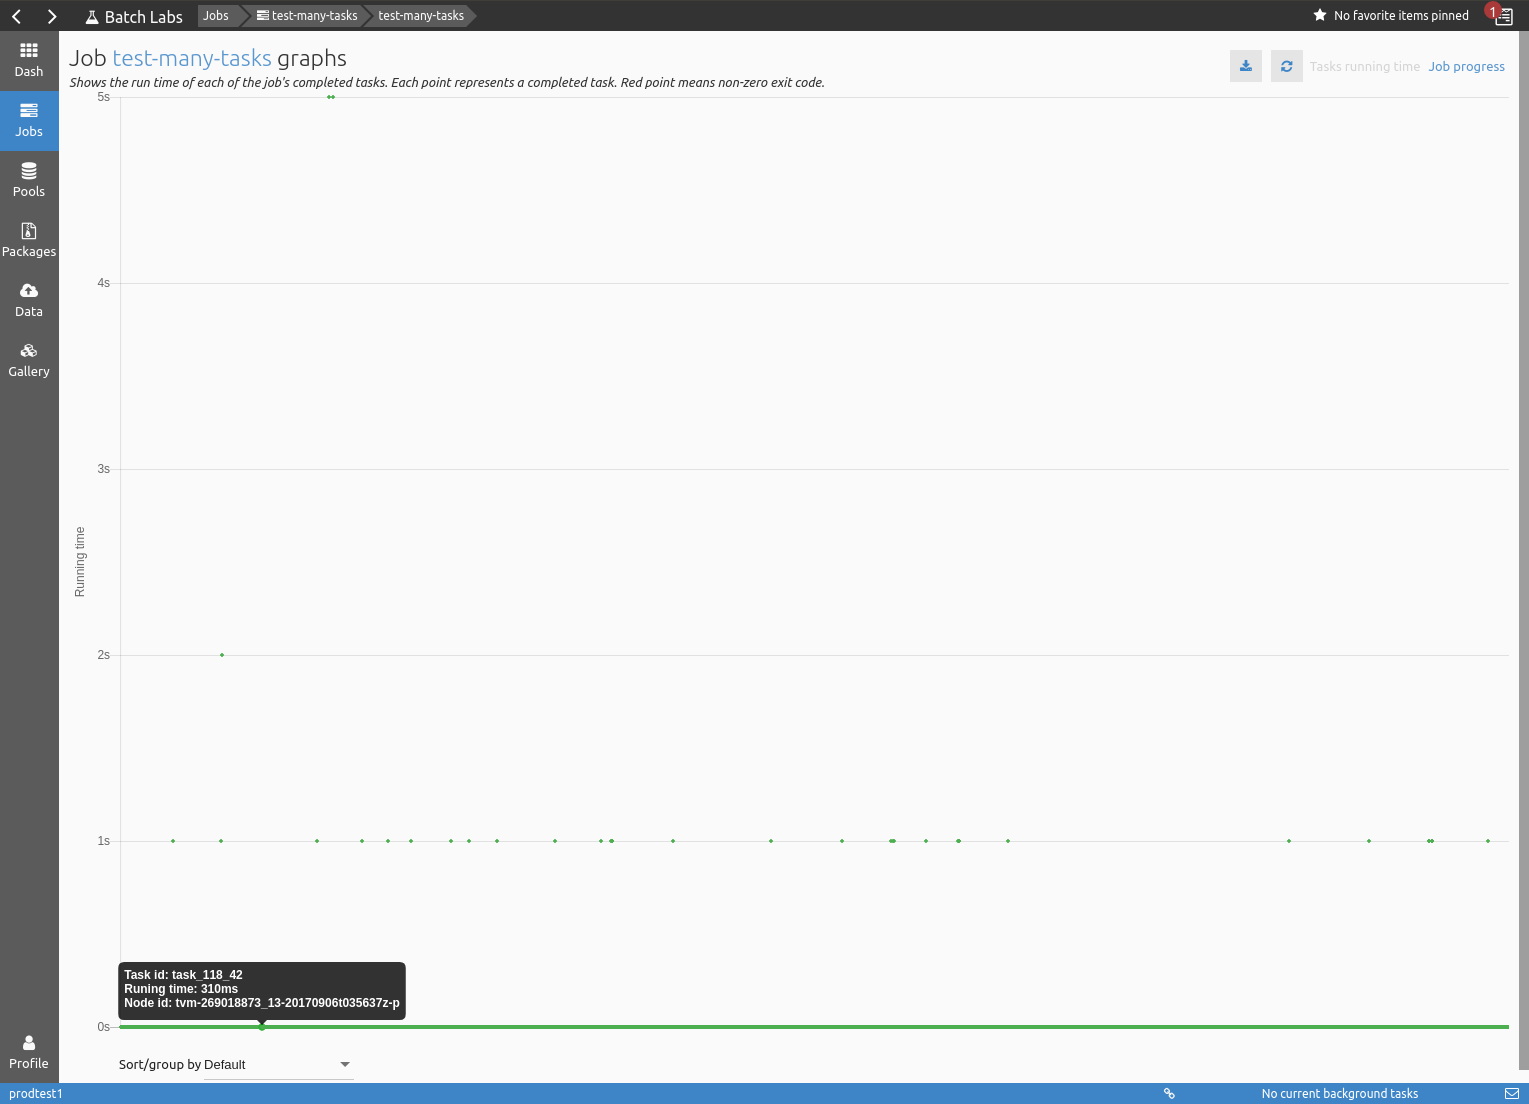 Batch Labs
Jobs
test-many-tasks
test-many-tasks
No favorite items pinned
1
Dash
Jobs
Pools
Packages
Data
Gallery
Profile
Job test-many-tasks graphs
Shows the run time of each of the job's completed tasks. Each point represents a completed task. Red point means non-zero exit code.
Tasks running time
Job progress
5s
4s
3s
2s
1s
0s
Running time
Task id: task_118_42
Runing time: 310ms
Node id: tvm-269018873_13-20170906t035637z-p
Sort/group by Default
prodtest1
No current background tasks